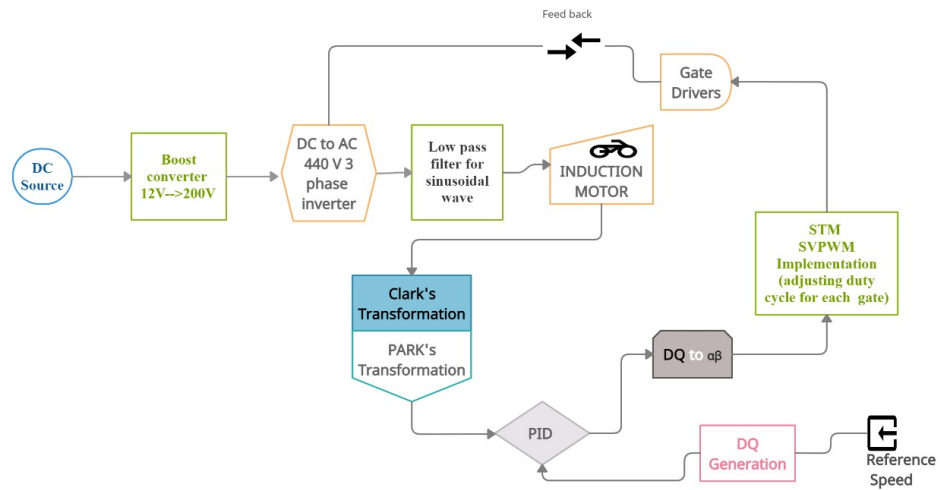 Feed back
Gate
Drivers
DC
Source
Boost
converter
12V-->200V
DC to AC
440 V 3
phase
inverter
Low pass
filter for
sinusoidal
wave
INDUCTION
MOTOR
STM
SVPWM
Implementation
(adjusting duty
cycle for each gate)
Clark's
Transformation
PARK's
Transformation
DQ to αβ
PID
DQ
Generation
Reference
Speed